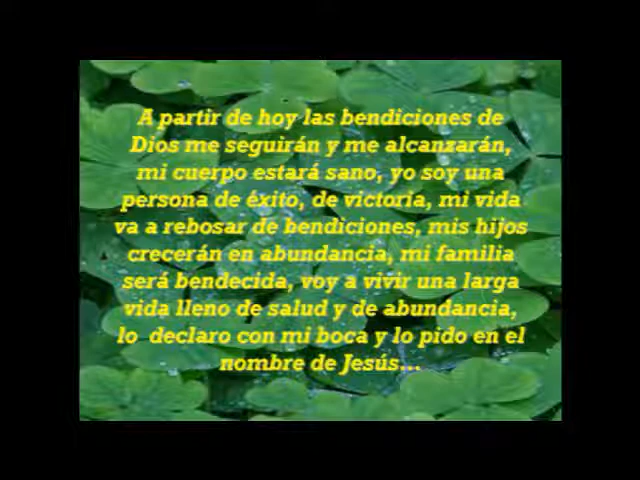 A partir de hoy las bendiciones de
Dios me seguirán y me alcanzarán,
mi cuerpo estará sano, yo soy una
persona de éxito, de victoria, mi vida
va a rebosar de bendiciones, mis hijos
crecerán en abundancia, mi familia
será bendecida, voy a vivir una larga
vida lleno de salud y de abundancia,
lo declaro con mi boca y lo pido en el
nombre de Jesús...